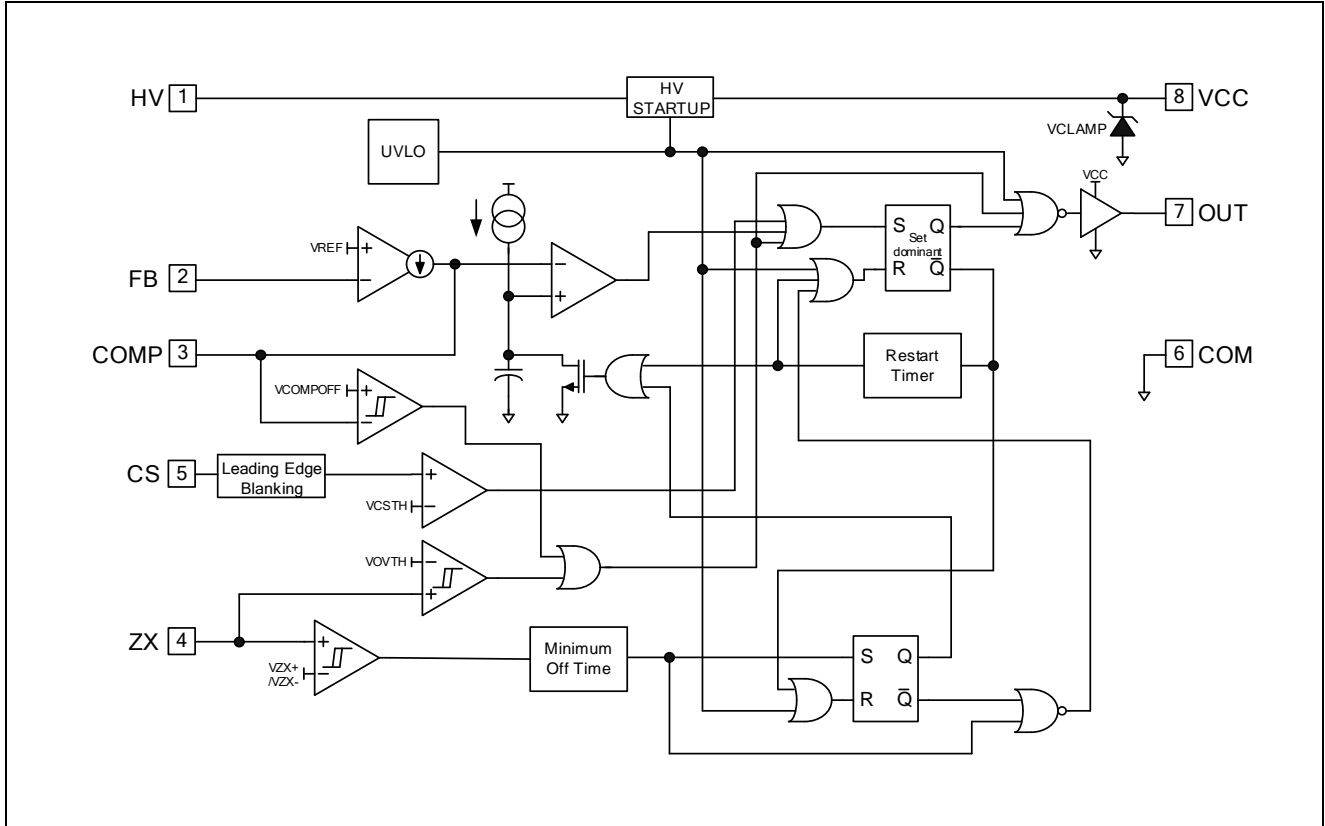 HV 1
HV
STARTUP
8 VCC
VCLAMP
UVLO
VCC
7 OUT
VREF
+
−
FB 2
−
+
S Q
Set
dominant
R Q̅
COMP 3
Restart
Timer
6 COM
VCOMPOFF
+
−
CS 5
Leading Edge
Blanking
+
VCSTH
−
VOVTH
−
+
ZX 4
+
VZX+
/VZX-
−
Minimum
Off Time
S Q
R Q̅